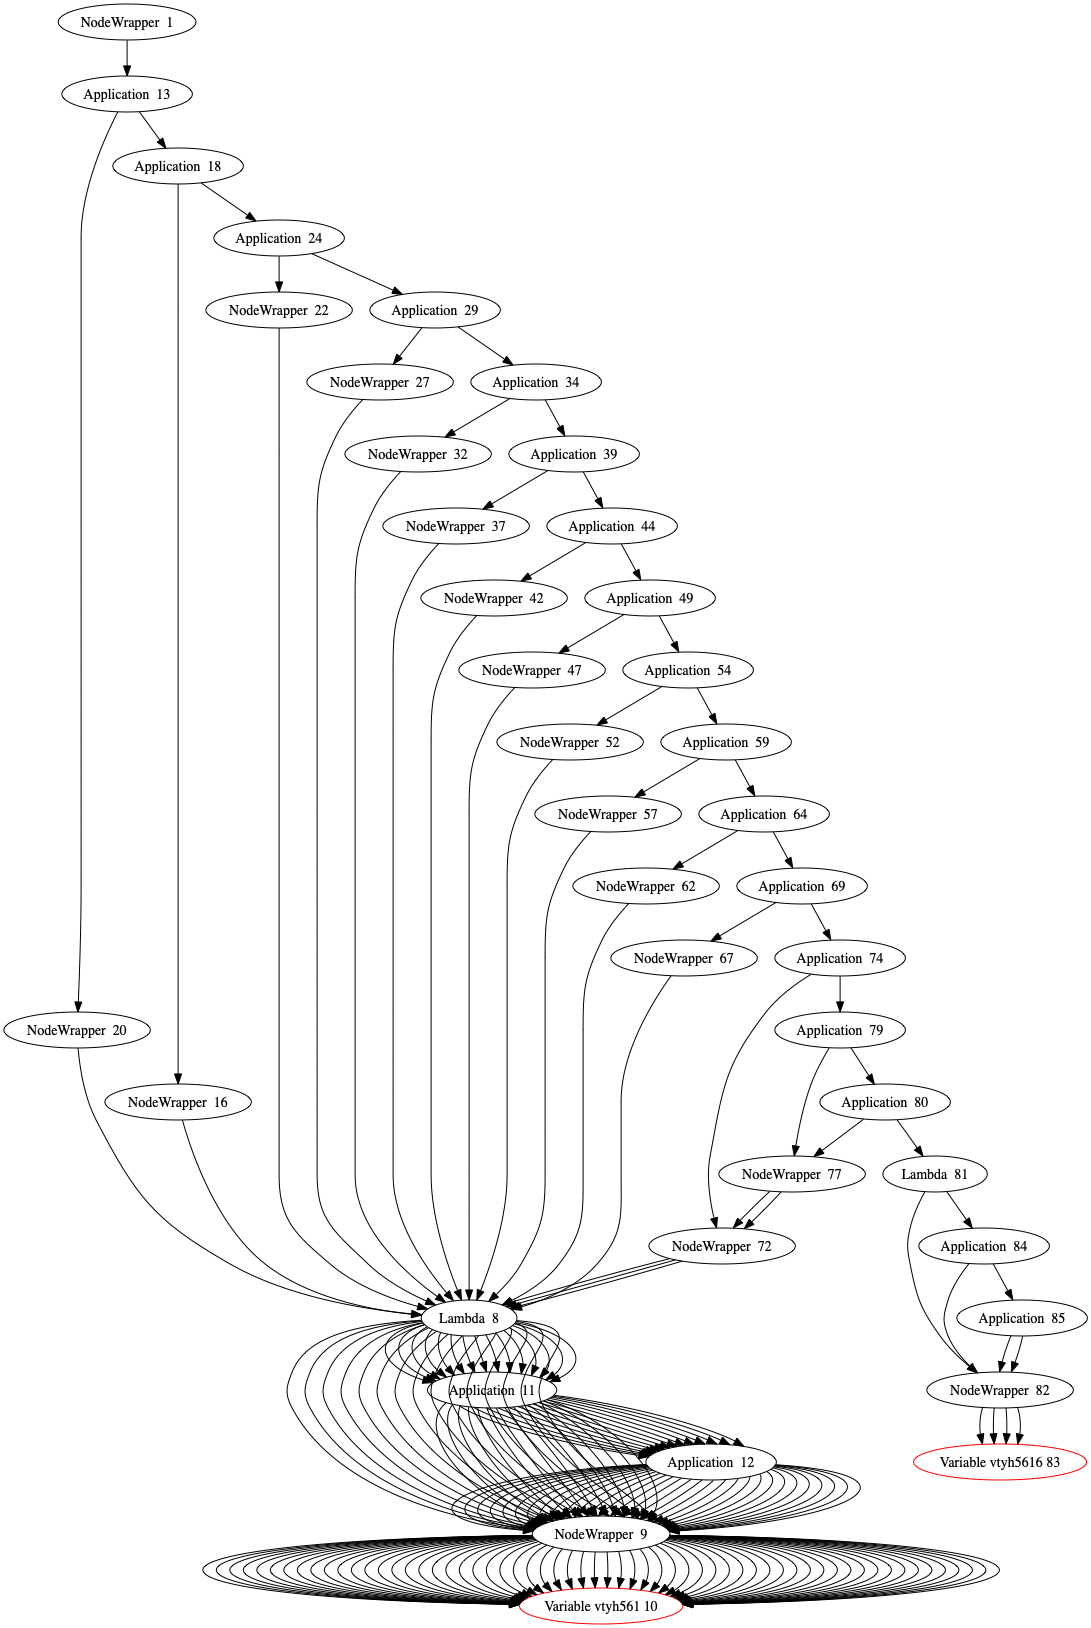 NodeWrapper 1
Application 13
Application 18
Application 24
NodeWrapper 22
Application 29
NodeWrapper 27
Application 34
NodeWrapper 32
Application 39
NodeWrapper 37
Application 44
NodeWrapper 42
Application 49
NodeWrapper 47
Application 54
NodeWrapper 52
Application 59
NodeWrapper 57
Application 64
NodeWrapper 62
Application 69
NodeWrapper 67
Application 74
NodeWrapper 20
Application 79
NodeWrapper 16
Application 80
NodeWrapper 77
Lambda 81
NodeWrapper 72
Application 84
Lambda 8
Application 85
Application 11
NodeWrapper 82
Application 12
Variable vtyh5616 83
NodeWrapper 9
Variable vtyh561 10